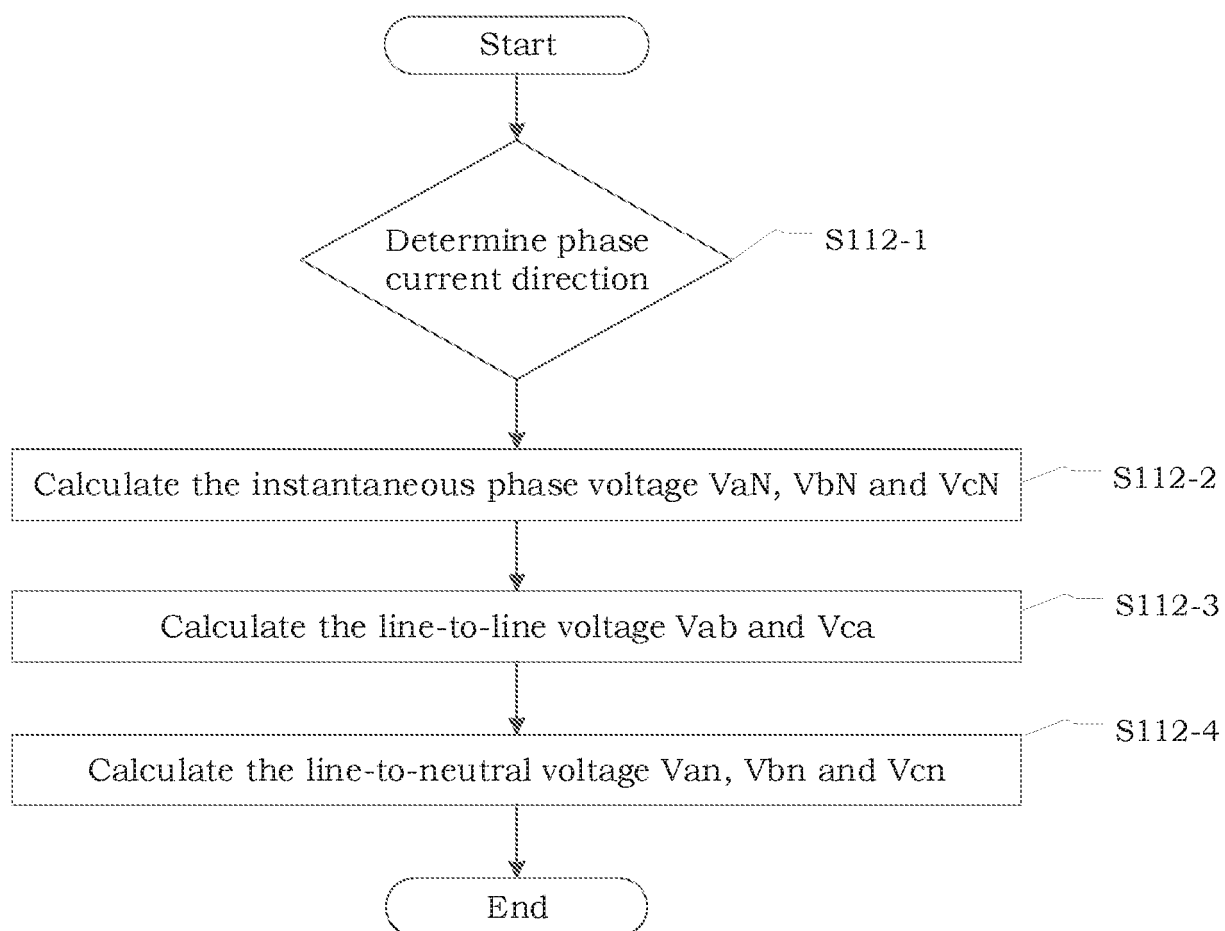 Start
Determine phase
current direction
S112-1
Calculate the instantaneous phase voltage VaN, VbN and VcN
S112-2
Calculate the line-to-line voltage Vab and Vca
S112-3
Calculate the line-to-neutral voltage Van, Vbn and Vcn
S112-4
End